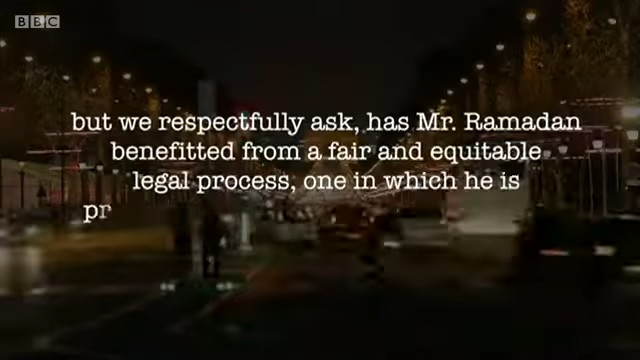 BBC
but we respectfully ask, has Mr. Ramadan
benefitted from a fair and equitable
legal process, one in which he is
pr